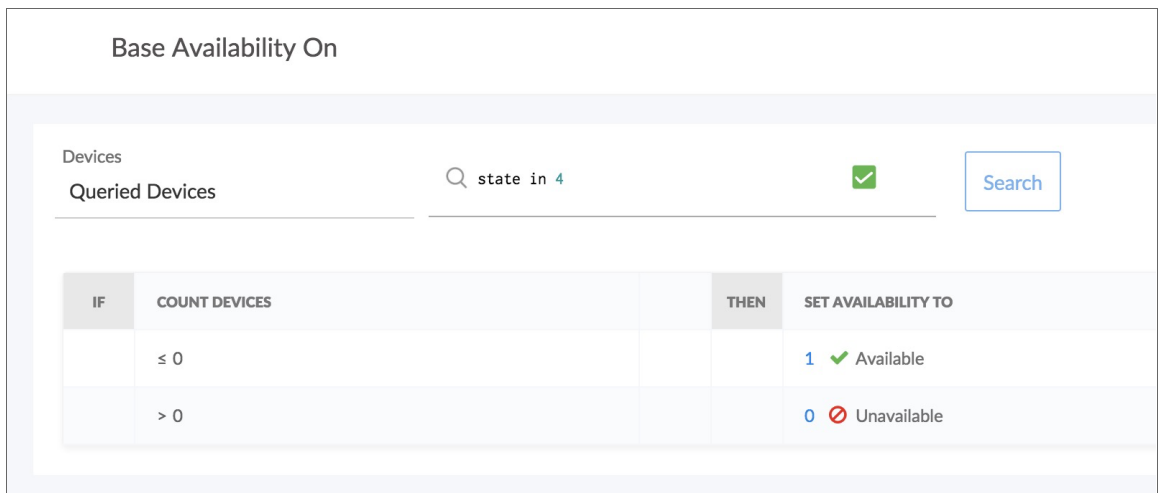 Base Availability On
Devices
Queried Devices
state in 4
Search
IF COUNT DEVICES THEN SET AVAILABILITY TO
≤ 0 1 Available
> 0 0 Unavailable